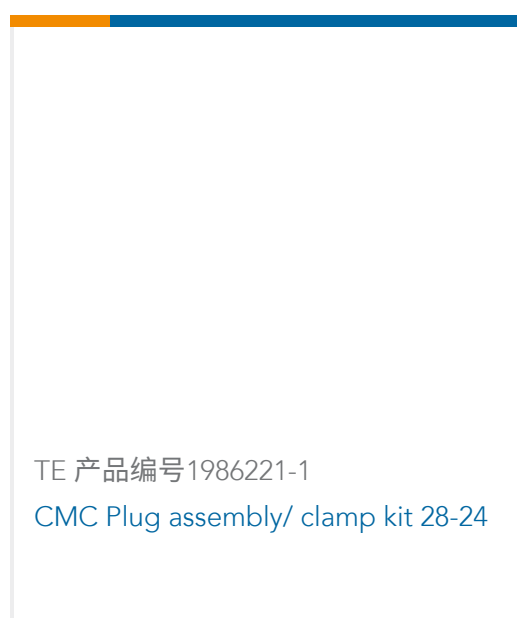 TE 产品编号1986221-1
CMC Plug assembly/ clamp kit 28-24